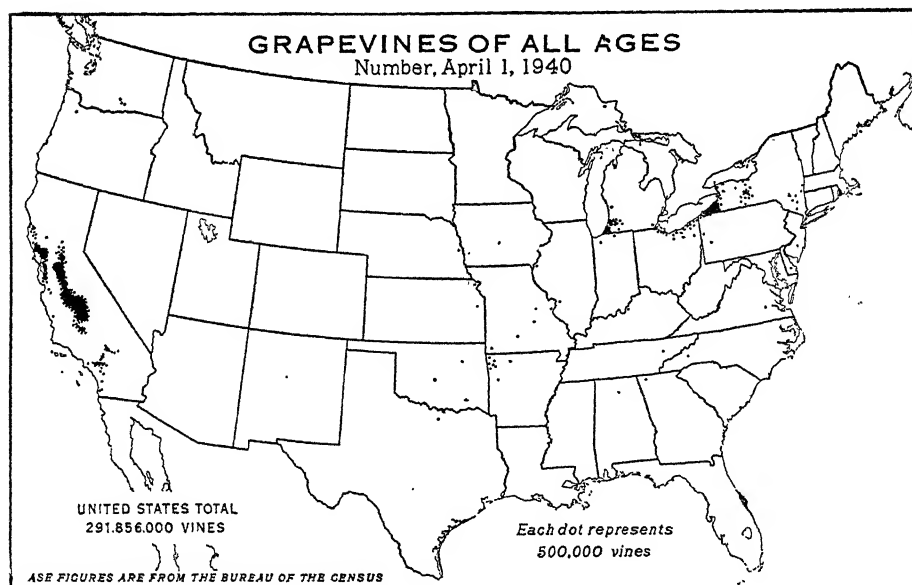 GRAPEVINES OF ALL AGES
Number, April 1, 1940
UNITED STATES TOTAL
291.856.000 VINES
Each dot represents
500,000 vines
ASE FIGURES ARE FROM THE BUREAU OF THE CENSUS